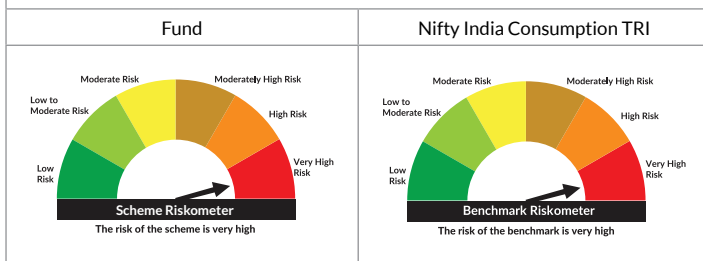 Fund
Nifty India Consumption TRI
Moderate Risk
Moderately High Risk
Low to
Moderate Risk
High Risk
Low
Risk
Very High
Risk
Scheme Riskometer
The risk of the scheme is very high
Moderate Risk
Moderately High Risk
Low to
Moderate Risk
High Risk
Low
Risk
Very High
Risk
Benchmark Riskometer
The risk of the benchmark is very high